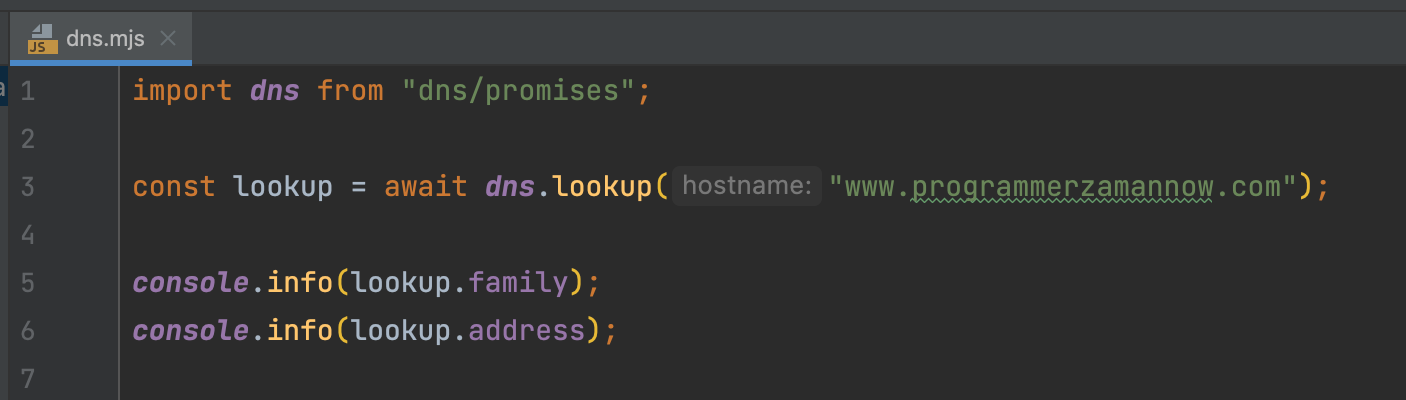 JS dns.mjs
a
1 import dns from "dns/promises";
2
3 const lookup = await dns.lookup( hostname: "www.programmerzamannow.com");
4
5 console.info(lookup.family);
6 console.info(lookup.address);
7